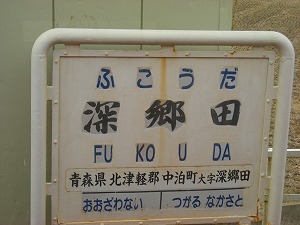 ふこうだ
深郷田
FU KO U DA
青森県 北津軽郡 中泊町大字深郷田
おおざわない つがる なかさと